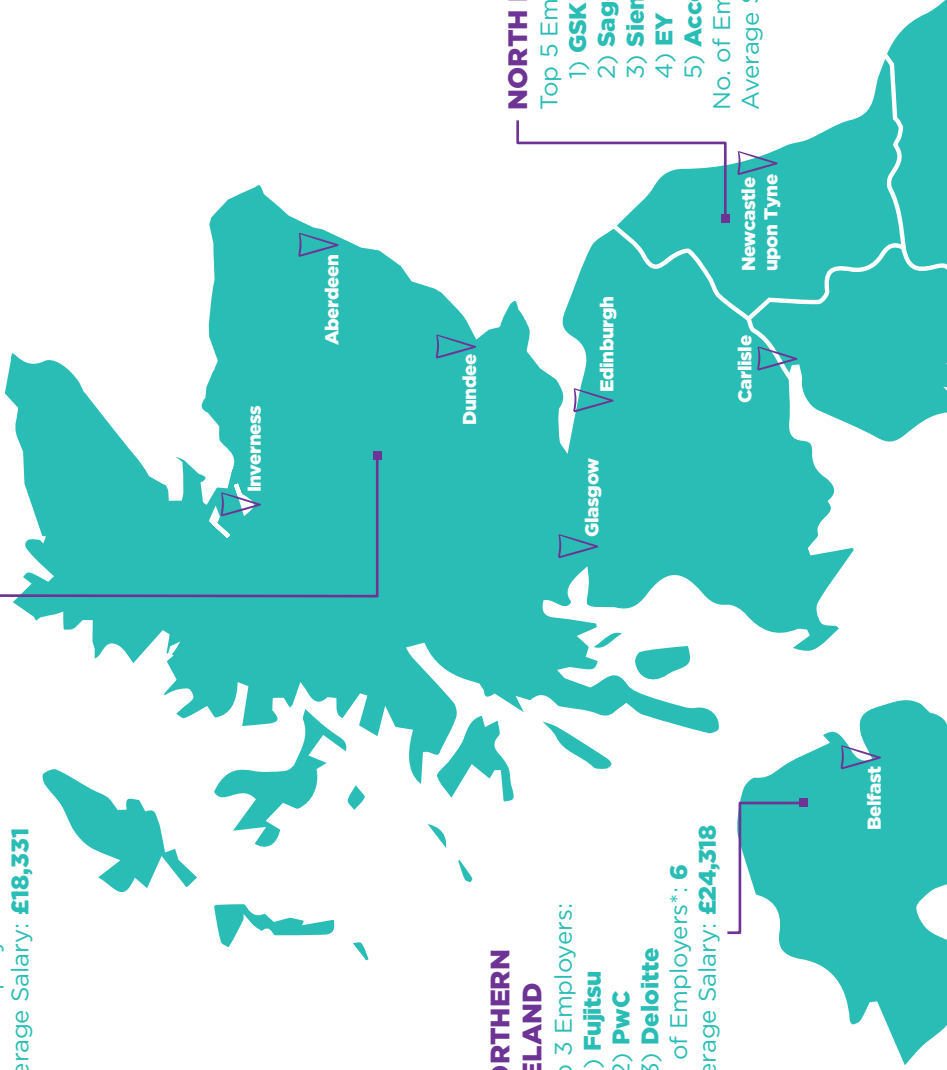 erage Salary: £18,331
Inverness
Aberdeen
Dundee
Glasgow
Edinburgh
Carlisle
Newcastle
upon Tyne
Belfast
ORTHERN
ELAND
3 Employers:
) Fujitsu
2) PwC
3) Deloitte
of Employers*: 6
erage Salary: £24,318
NORTH
Top 5 Em
1) GSK
2) Sag
3) Sie
4) EY
5) Acc
No. of Em
Average S